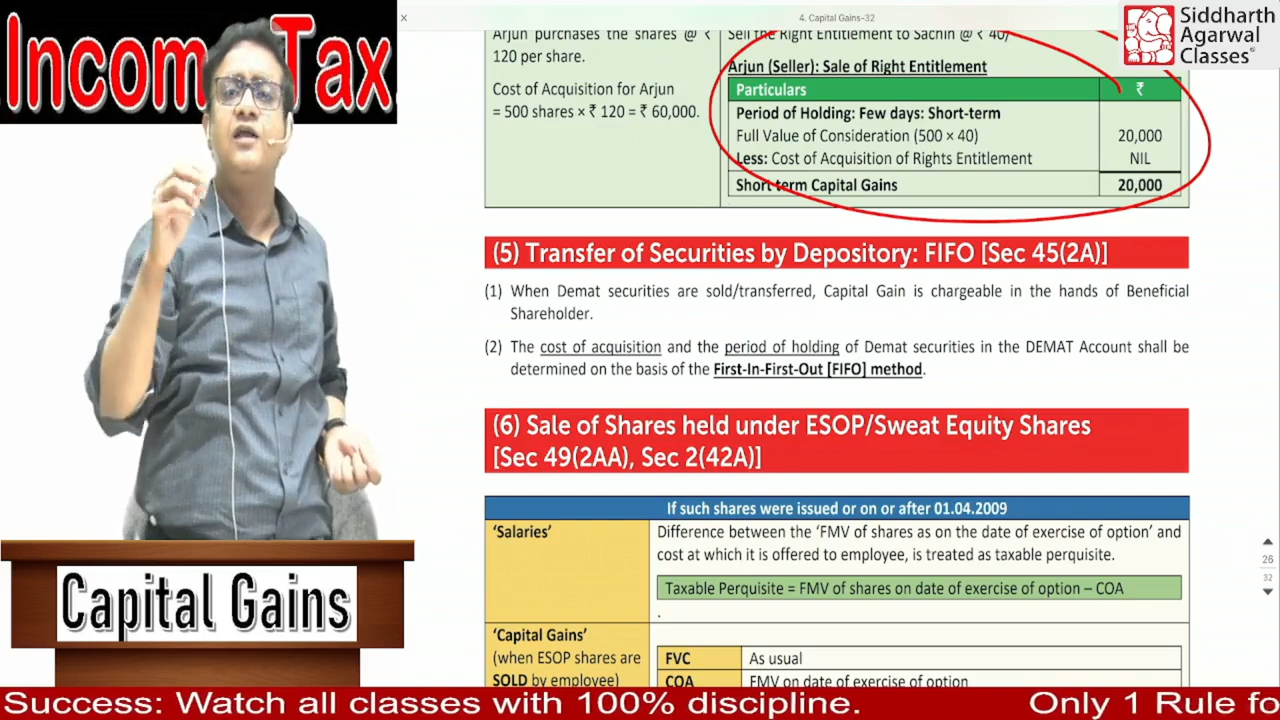 Income Tax
4. Capital Gains-32
Siddharth
Agarwal
Classes
Arjun purchases the shares @ ₹
120 per share.
Cost of Acquisition for Arjun
= 500 shares × ₹ 120 = ₹ 60,000.
Sell the Right Entitlement to Sachin @ ₹ 40/
Arjun (Seller): Sale of Right Entitlement
Particulars ₹
Period of Holding: Few days: Short-term
Full Value of Consideration (500 × 40) 20,000
Less: Cost of Acquisition of Rights Entitlement NIL
Short term Capital Gains 20,000
(5) Transfer of Securities by Depository: FIFO [Sec 45(2A)]
(1) When Demat securities are sold/transferred, Capital Gain is chargeable in the hands of Beneficial
Shareholder.
(2) The cost of acquisition and the period of holding of Demat securities in the DEMAT Account shall be
determined on the basis of the First-In-First-Out [FIFO] method.
(6) Sale of Shares held under ESOP/Sweat Equity Shares
[Sec 49(2AA), Sec 2(42A)]
If such shares were issued or on or after 01.04.2009
'Salaries' Difference between the 'FMV of shares as on the date of exercise of option' and
cost at which it is offered to employee, is treated as taxable perquisite.
Taxable Perquisite = FMV of shares on date of exercise of option – COA
.
'Capital Gains'
(when ESOP shares are
SOLD by employee)
FVC As usual
COA FMV on date of exercise of option
26
32
Capital Gains
Success: Watch all classes with 100% discipline. Only 1 Rule fo